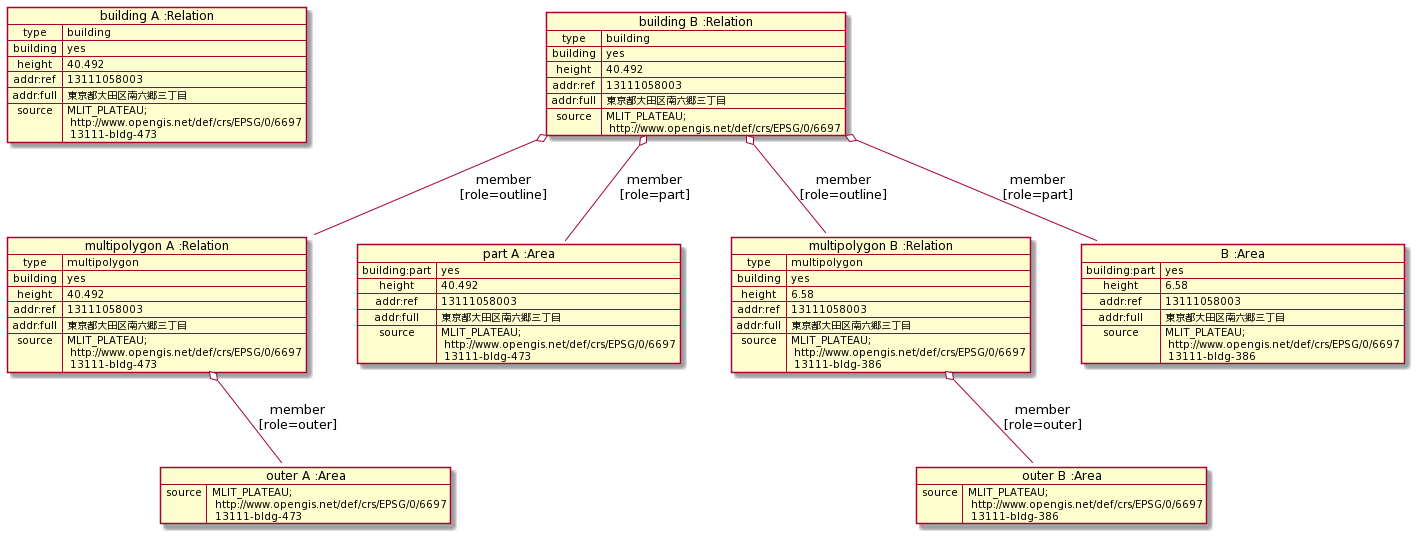 building A :Relation
type building
building yes
height 40.492
addr:ref 13111058003
addr:full 東京都大田区南六郷三丁目
source MLIT_PLATEAU;
http://www.opengis.net/def/crs/EPSG/0/6697
13111-bldg-473
building B :Relation
type building
building yes
height 40.492
addr:ref 13111058003
addr:full 東京都大田区南六郷三丁目
source MLIT_PLATEAU;
http://www.opengis.net/def/crs/EPSG/0/6697
member
[role=outline]
member
[role=part]
member
[role=outline]
member
[role=part]
multipolygon A :Relation
type multipolygon
building yes
height 40.492
addr:ref 13111058003
addr:full 東京都大田区南六郷三丁目
source MLIT_PLATEAU;
http://www.opengis.net/def/crs/EPSG/0/6697
13111-bldg-473
part A :Area
building:part yes
height 40.492
addr:ref 13111058003
addr:full 東京都大田区南六郷三丁目
source MLIT_PLATEAU;
http://www.opengis.net/def/crs/EPSG/0/6697
13111-bldg-473
multipolygon B :Relation
type multipolygon
building yes
height 6.58
addr:ref 13111058003
addr:full 東京都大田区南六郷三丁目
source MLIT_PLATEAU;
http://www.opengis.net/def/crs/EPSG/0/6697
13111-bldg-386
B :Area
building:part yes
height 6.58
addr:ref 13111058003
addr:full 東京都大田区南六郷三丁目
source MLIT_PLATEAU;
http://www.opengis.net/def/crs/EPSG/0/6697
13111-bldg-386
member
[role=outer]
member
[role=outer]
outer A :Area
source MLIT_PLATEAU;
http://www.opengis.net/def/crs/EPSG/0/6697
13111-bldg-473
outer B :Area
source MLIT_PLATEAU;
http://www.opengis.net/def/crs/EPSG/0/6697
13111-bldg-386